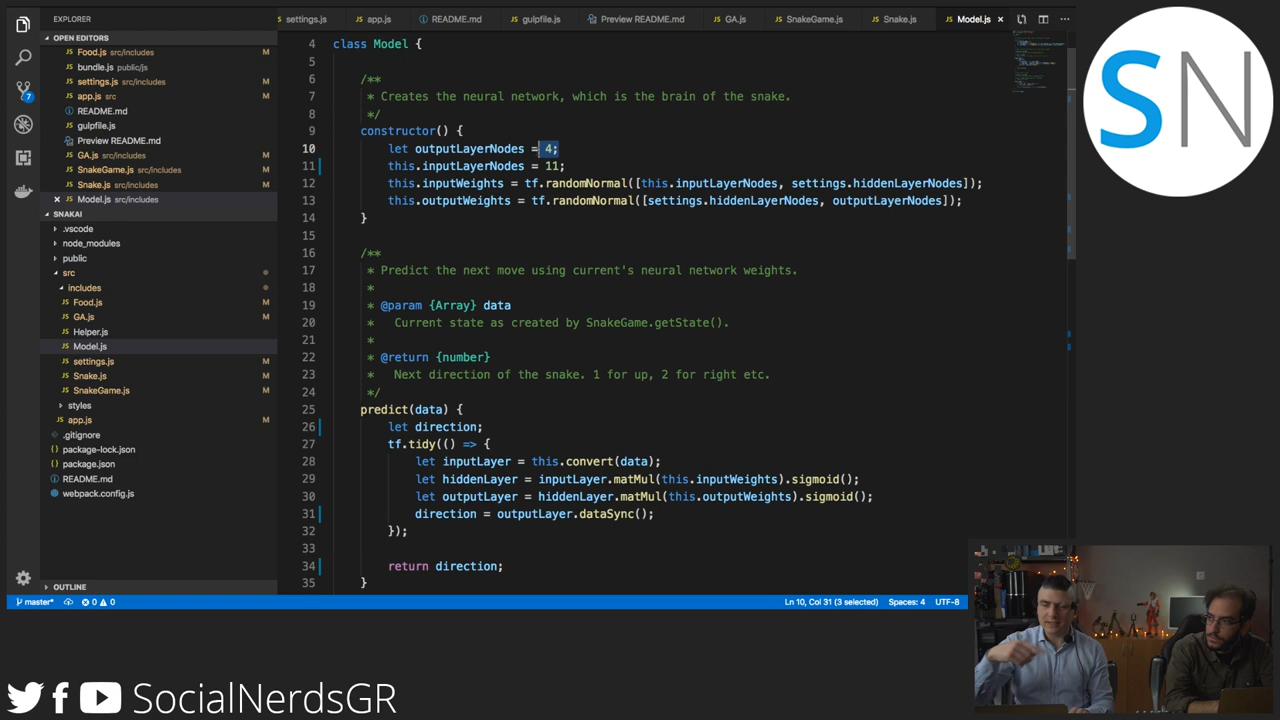 EXPLORER
OPEN EDITORS
Food.js src/includes M
bundle.js public/js
settings.js src/includes M
app.js src M
README.md
gulpfile.js
Preview README.md
GA.js src/includes M
SnakeGame.js src/includes M
Snake.js src/includes M
Model.js src/includes
SNAKAI
.vscode
node_modules
public
src
includes
Food.js M
GA.js M
Helper.js
Model.js
settings.js M
Snake.js M
SnakeGame.js M
styles
app.js M
.gitignore
package-lock.json
package.json
README.md
webpack.config.js
OUTLINE
7
settings.js app.js README.md gulpfile.js Preview README.md GA.js SnakeGame.js Snake.js Model.js
4 class Model {
5
6 /**
7 * Creates the neural network, which is the brain of the snake.
8 */
9 constructor() {
10 let outputLayerNodes = 4;
11 this.inputLayerNodes = 11;
12 this.inputWeights = tf.randomNormal([this.inputLayerNodes, settings.hiddenLayerNodes]);
13 this.outputWeights = tf.randomNormal([settings.hiddenLayerNodes, outputLayerNodes]);
14 }
15
16 /**
17 * Predict the next move using current's neural network weights.
18 *
19 * @param {Array} data
20 * Current state as created by SnakeGame.getState().
21 *
22 * @return {number}
23 * Next direction of the snake. 1 for up, 2 for right etc.
24 */
25 predict(data) {
26 let direction;
27 tf.tidy(() => {
28 let inputLayer = this.convert(data);
29 let hiddenLayer = inputLayer.matMul(this.inputWeights).sigmoid();
30 let outputLayer = hiddenLayer.matMul(this.outputWeights).sigmoid();
31 direction = outputLayer.dataSync();
32 });
33
34 return direction;
35 }
master* 0 0 Ln 10, Col 31 (3 selected) Spaces: 4 UTF-8
SN
SocialNerdsGR